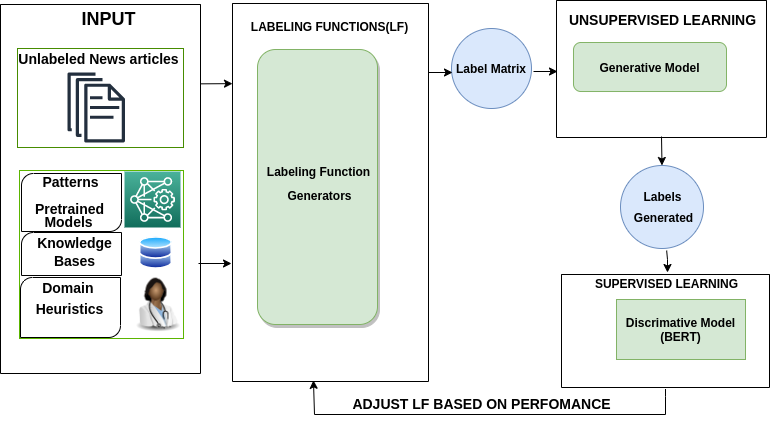 INPUT
Unlabeled News articles
Patterns
Pretrained
Models
Knowledge
Bases
Domain
Heuristics
LABELING FUNCTIONS(LF)
Labeling Function
Generators
Label Matrix
UNSUPERVISED LEARNING
Generative Model
Labels
Generated
SUPERVISED LEARNING
Discrimative Model
(BERT)
ADJUST LF BASED ON PERFOMANCE